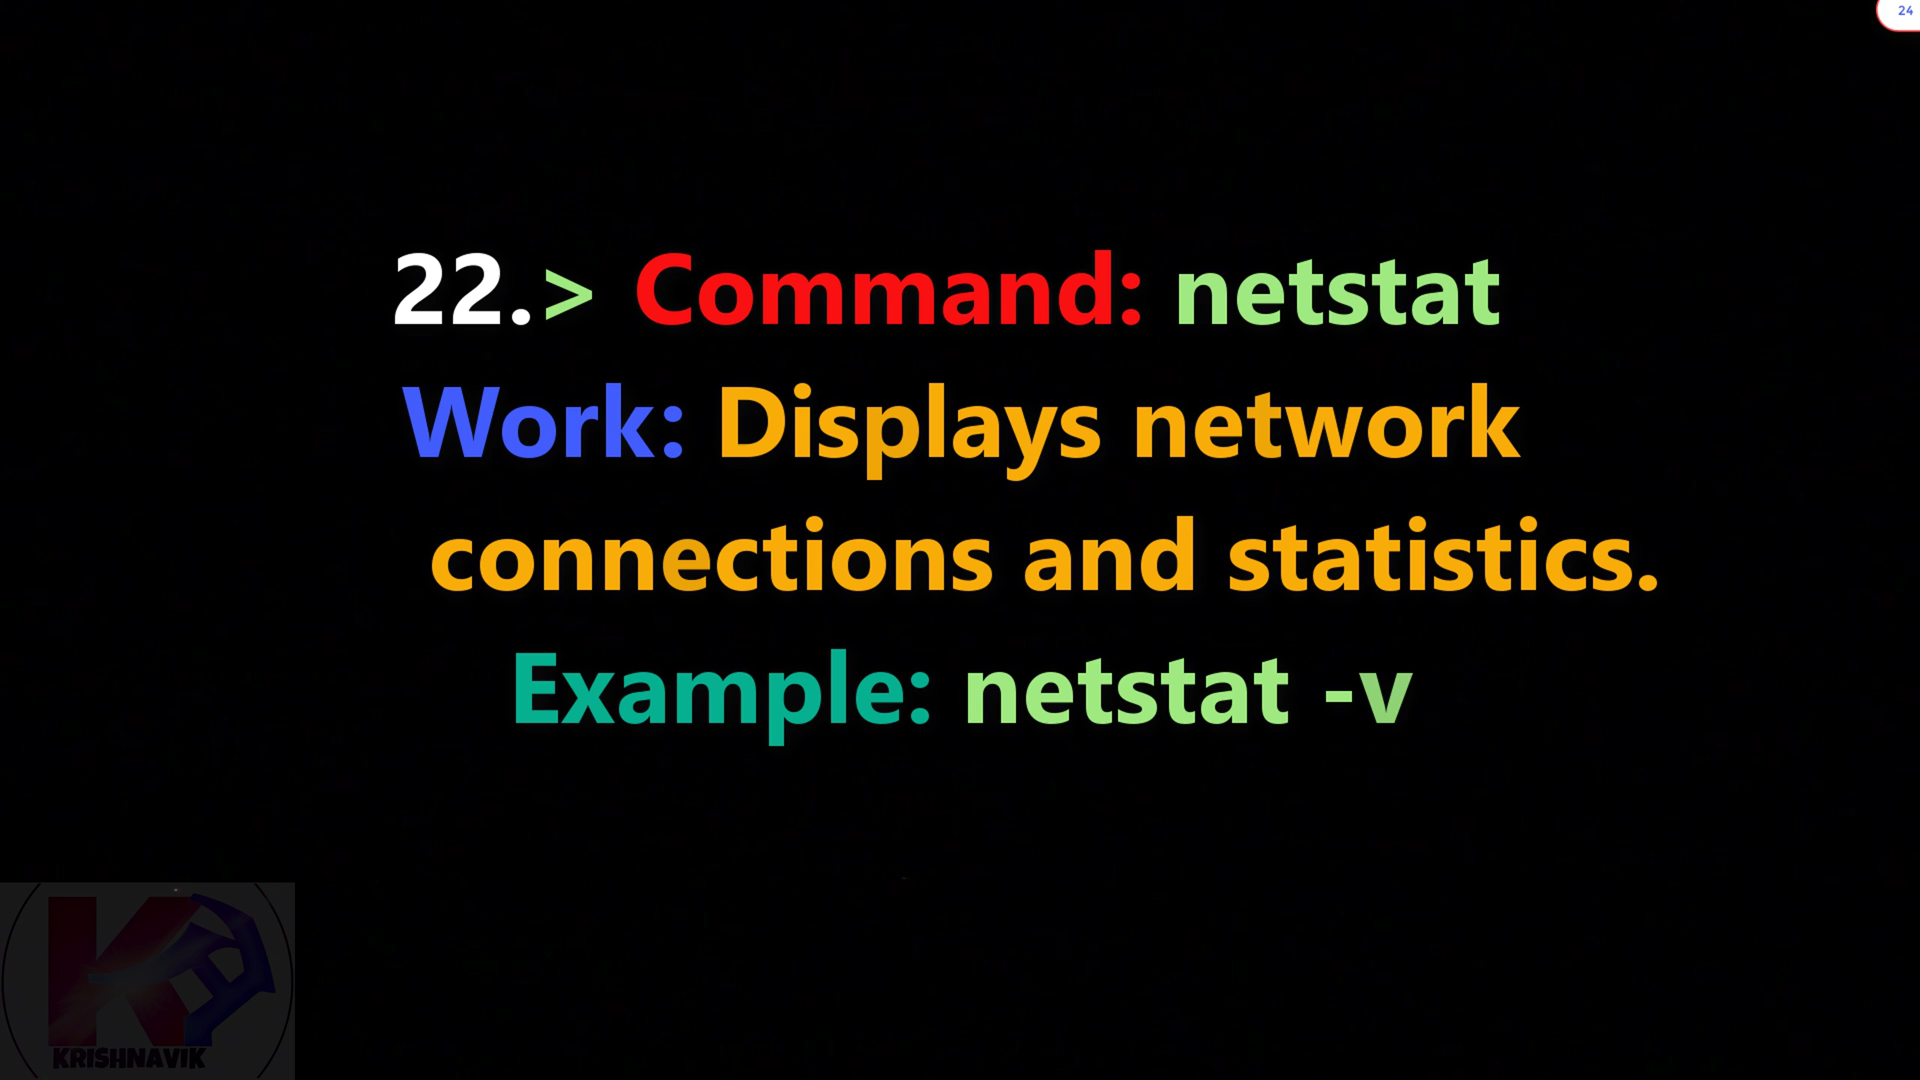 24
22.> Command: netstat
Work: Displays network
connections and statistics.
Example: netstat -v
KRISHNAVIK